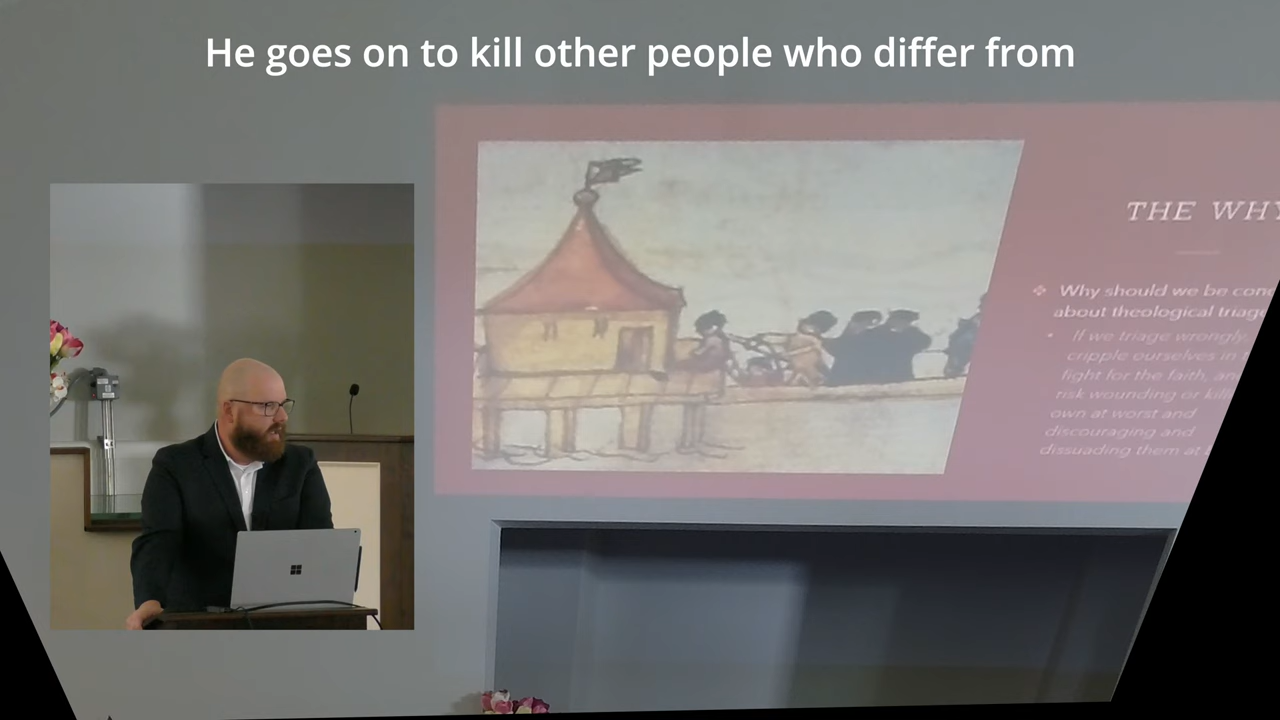 He goes on to kill other people who differ from
THE WHY
Why should we be conc
about theological triage
If we triage wrongly,
cripple ourselves in t
fight for the faith, an
risk wounding or kill
own at worst and
discouraging and
dissuading them at